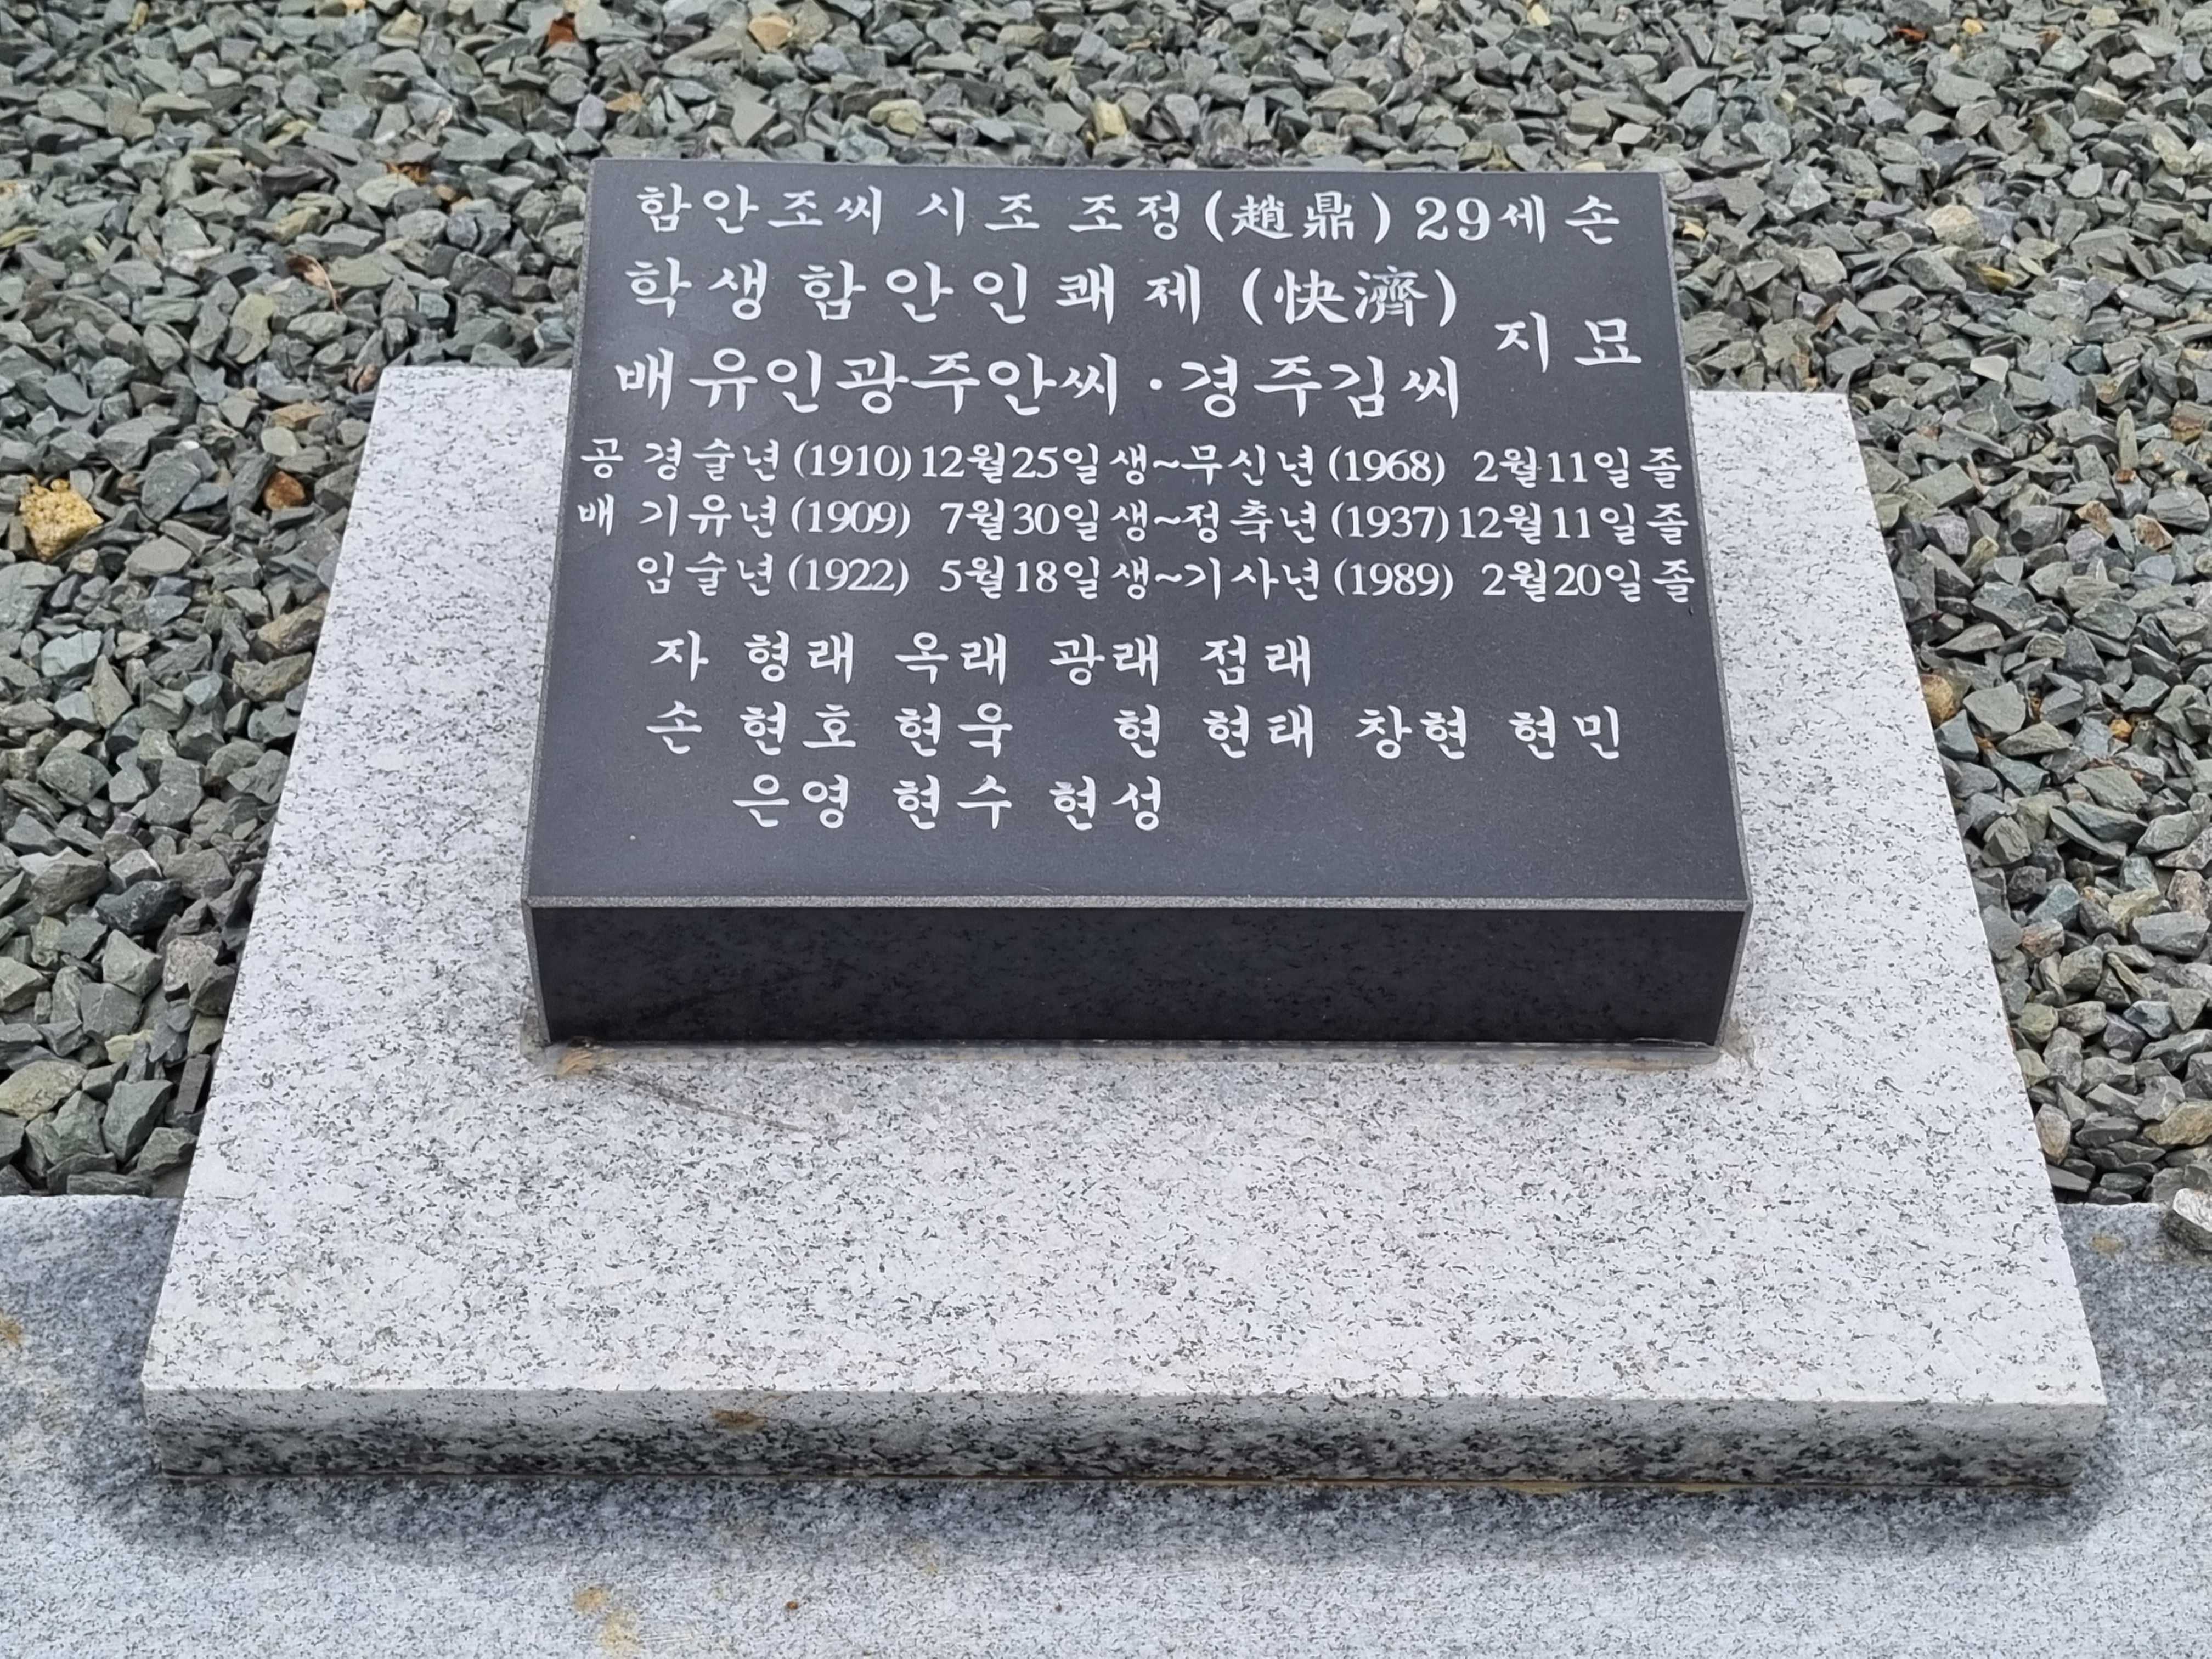 함안조씨 시조 조정(趙鼎) 29세손
학생함안인쾌제 (快濟)
배유인광주안씨·경주김씨
지묘
공 경술년(1910) 12월25일생~무신년(1968) 2월11일졸
배 기유년(1909) 7월30일생~정축년(1937) 12월11일졸
임술년(1922) 5월18일생~기사년(1989) 2월20일졸
자 형래 옥래 광래 점래
손 현호 현욱 현 현태 창현 현민
은영 현수 현성